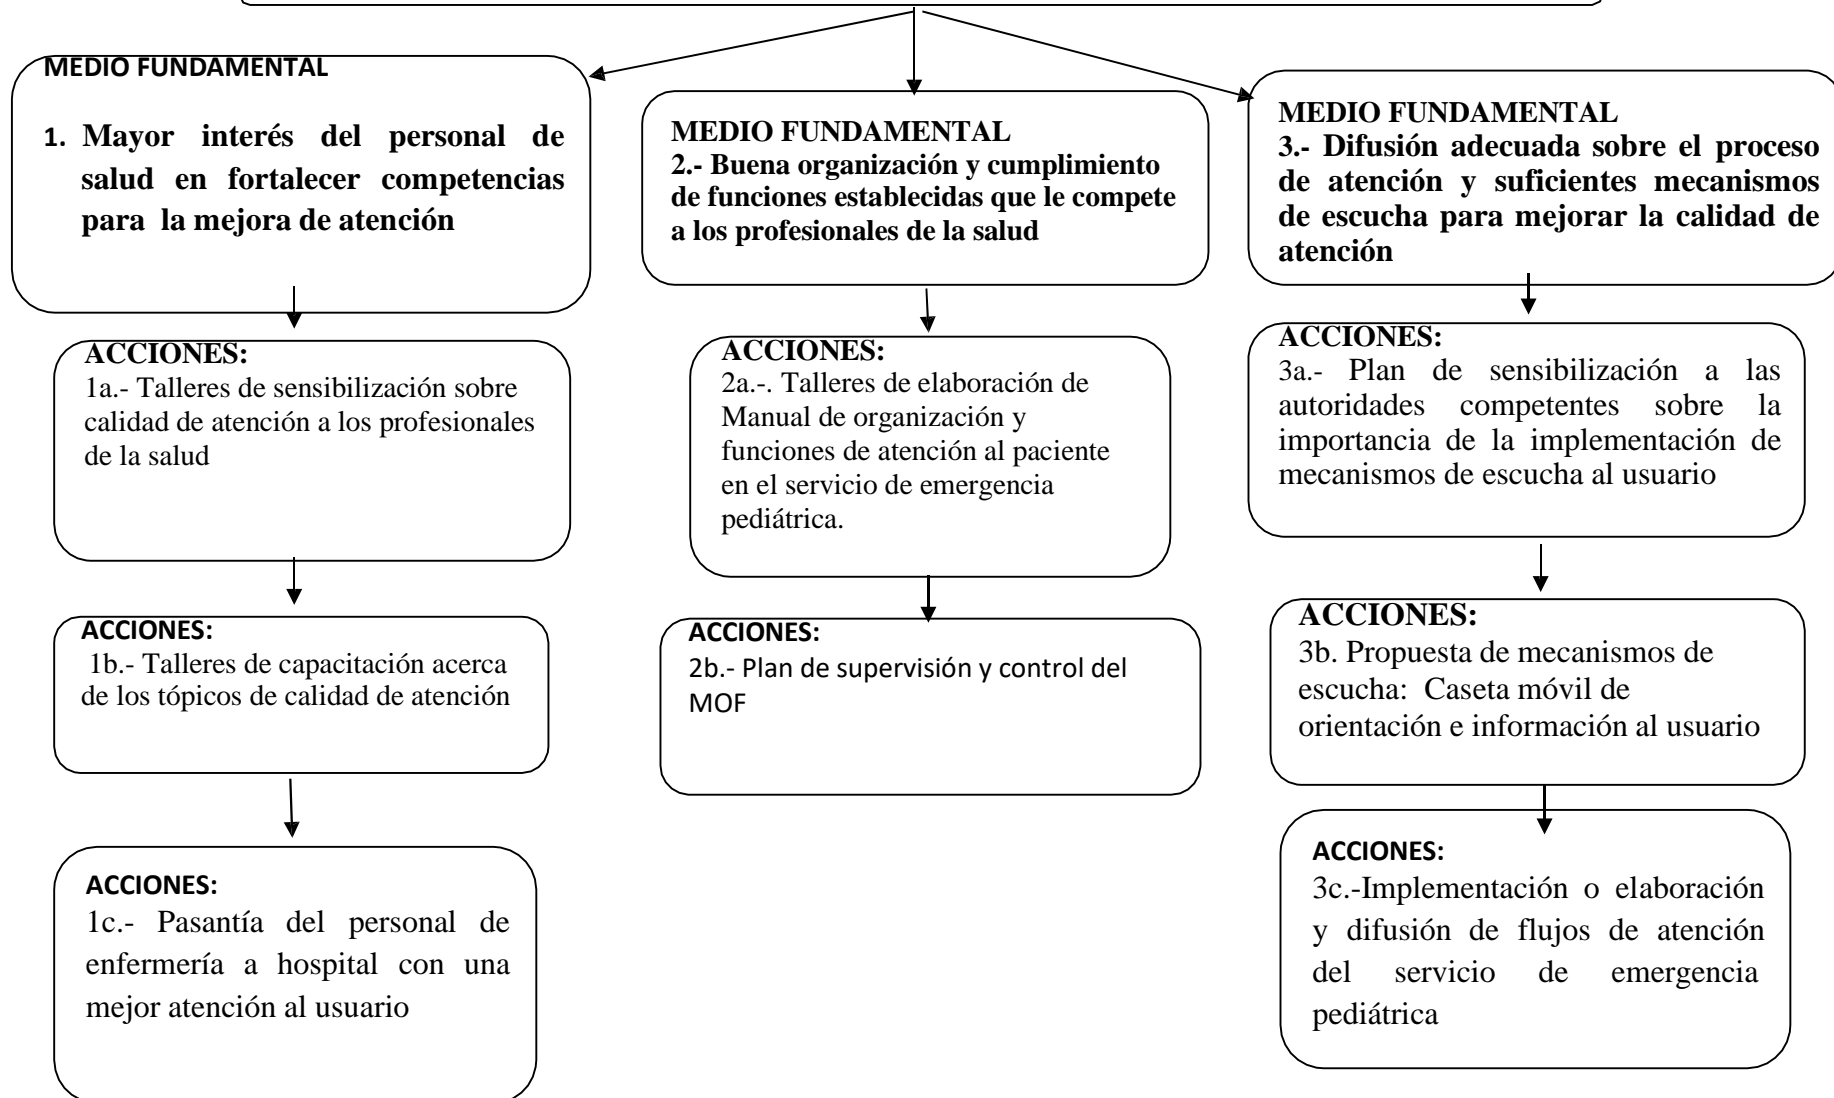 MEDIO FUNDAMENTAL
1. Mayor interés del personal de
salud en fortalecer competencias
para la mejora de atención
MEDIO FUNDAMENTAL
2.- Buena organización y cumplimiento
de funciones establecidas que le compete
a los profesionales de la salud
MEDIO FUNDAMENTAL
3.- Difusión adecuada sobre el proceso
de atención y suficientes mecanismos
de escucha para mejorar la calidad de
atención
ACCIONES:
1a.- Talleres de sensibilización sobre
calidad de atención a los profesionales
de la salud
ACCIONES:
2a.-. Talleres de elaboración de
Manual de organización y
funciones de atención al paciente
en el servicio de emergencia
pediátrica.
ACCIONES:
3a.- Plan de sensibilización a las
autoridades competentes sobre la
importancia de la implementación de
mecanismos de escucha al usuario
ACCIONES:
1b.- Talleres de capacitación acerca
de los tópicos de calidad de atención
ACCIONES:
2b.- Plan de supervisión y control del
MOF
ACCIONES:
3b. Propuesta de mecanismos de
escucha: Caseta móvil de
orientación e información al usuario
ACCIONES:
1c.- Pasantía del personal de
enfermería a hospital con una
mejor atención al usuario
ACCIONES:
3c.-Implementación o elaboración
y difusión de flujos de atención
del servicio de emergencia
pediátrica